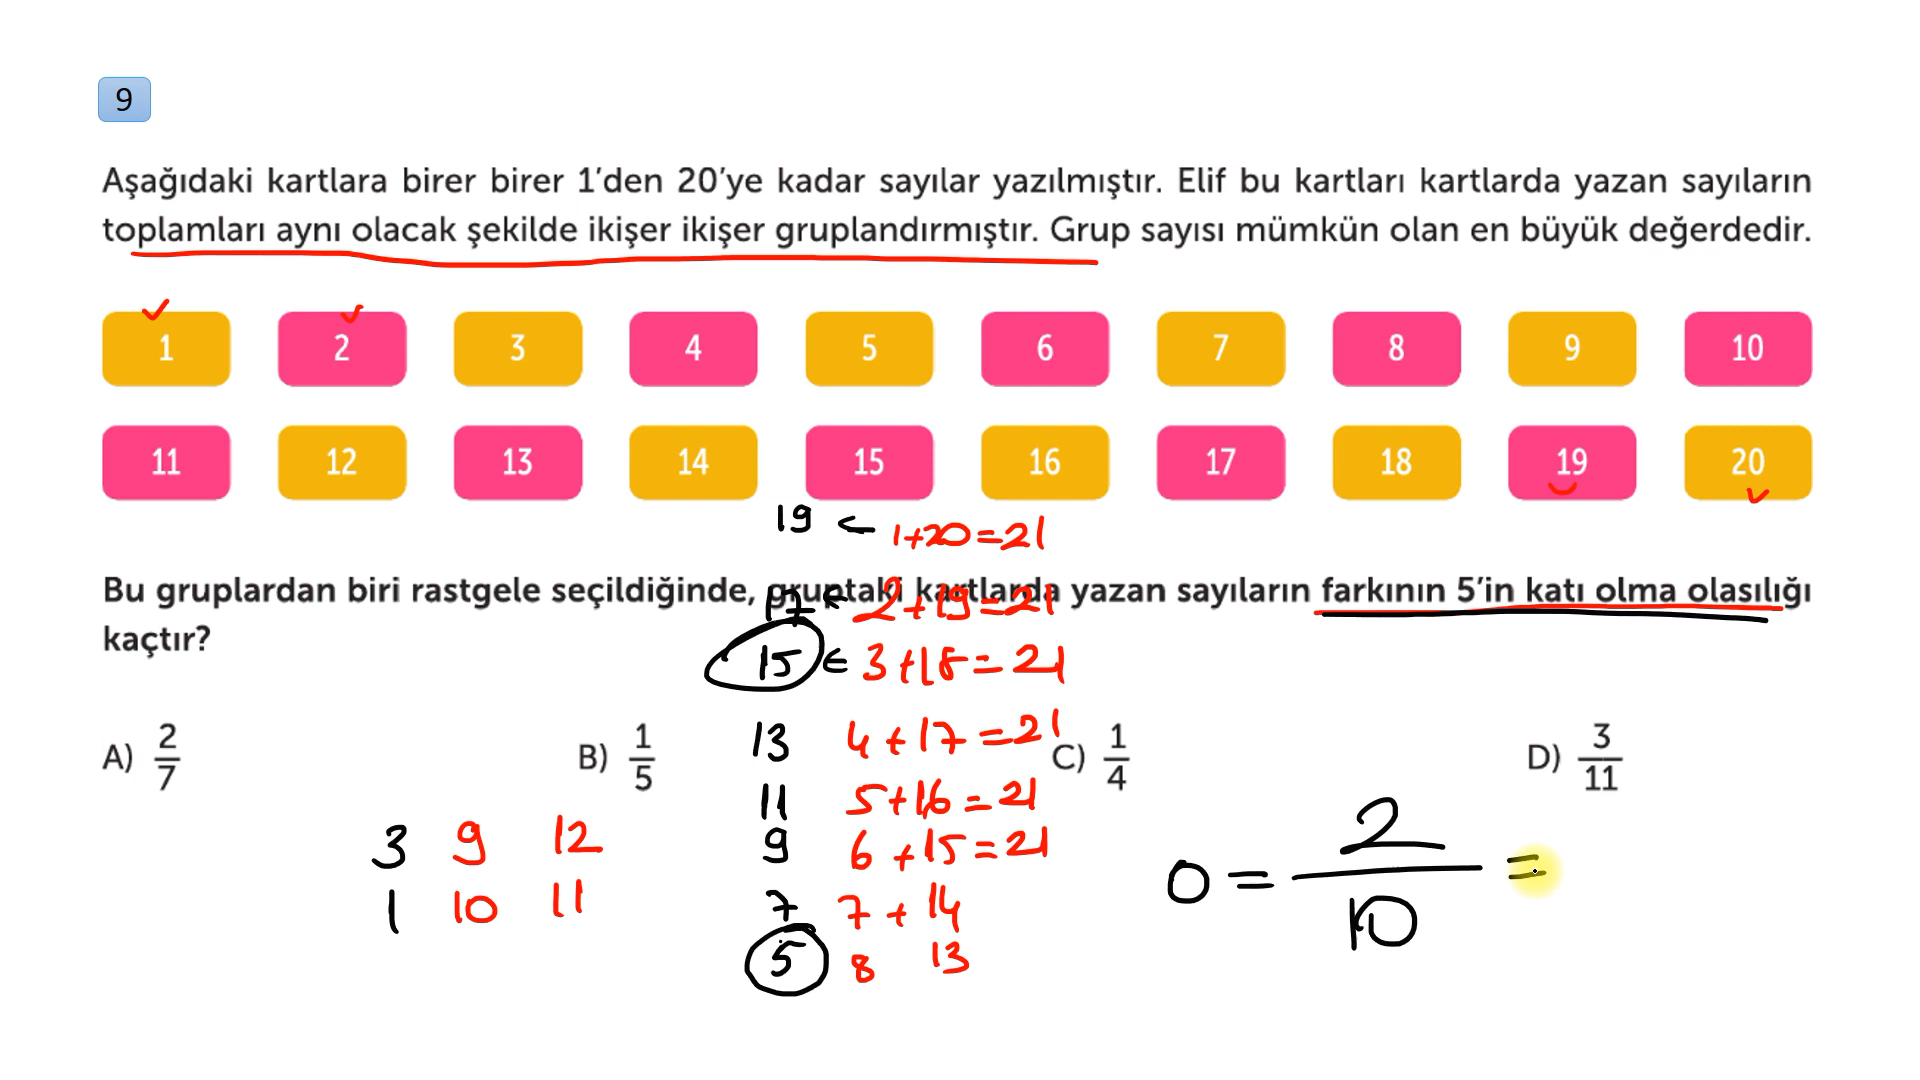 9
Aşağıdaki kartlara birer birer 1’den 20’ye kadar sayılar yazılmıştır. Elif bu kartları kartlarda yazan sayıların
toplamları aynı olacak şekilde ikişer ikişer gruplandırmıştır. Grup sayısı mümkün olan en büyük değerdedir.
1 2 3 4 5 6 7 8 9 10
11 12 13 14 15 16 17 18 19 20
19 ← 1+20=21
Bu gruplardan biri rastgele seçildiğinde, gruptaki kartlarda yazan sayıların farkının 5’in katı olma olasılığı
17 ← 2+19=21
kaçtır?
15 ← 3+18=21
13 4+17=21
A) 2/7 B) 1/5 C) 1/4 D) 3/11
11 5+16=21
3 9 12 9 6+15=21
0 = 2/10 =
1 10 11 7 7+14
5 8 13